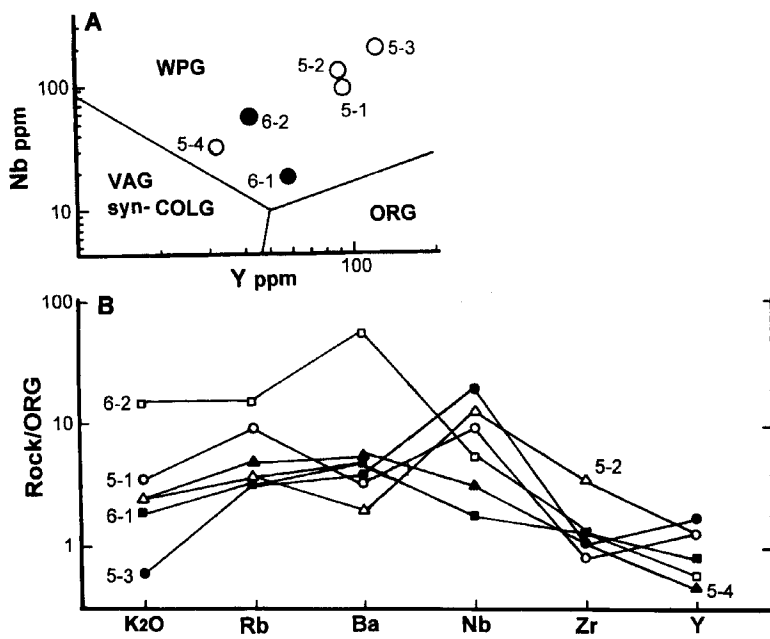 A
Nb ppm
100
10
WPG
5-2
5-3
5-1
6-2
5-4
6-1
VAG
syn-COLG
ORG
Y ppm
100
B
Rock/ORG
100
10
1
6-2
5-1
6-1
5-3
5-2
5-4
K2O Rb Ba Nb Zr Y